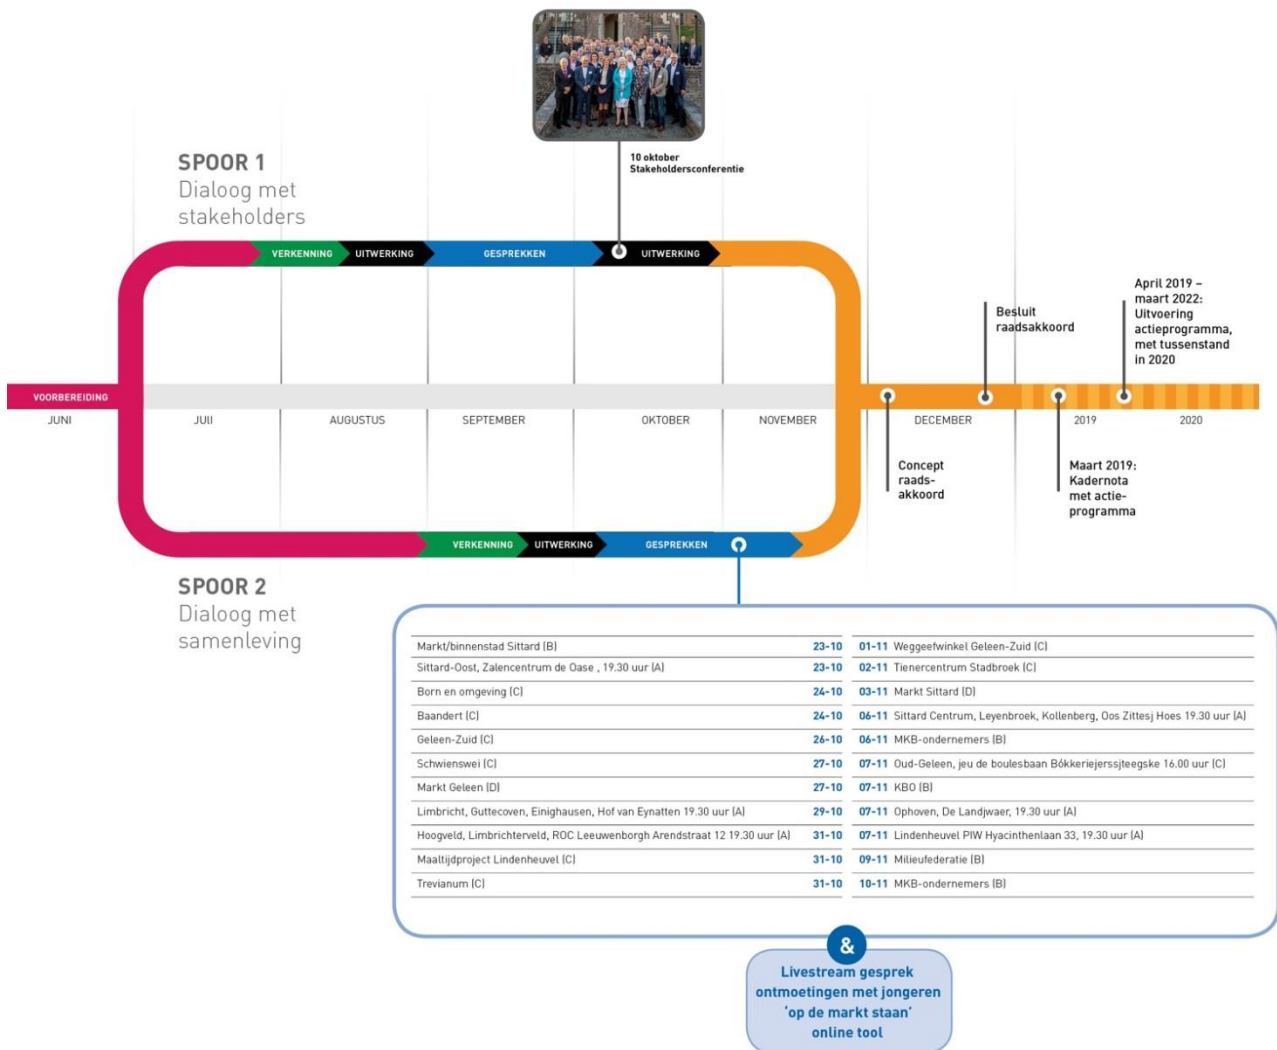 10 oktober
Stakeholdersconferentie
SPOOR 1
Dialoog met
stakeholders
VERKENNING
UITWERKING
GESPREKKEN
UITWERKING
Besluit
raadsakkoord
April 2019 –
maart 2022:
Uitvoering
actieprogramma,
met tussenstand
in 2020
VOORBEREIDING
JUNI
JULI
AUGUSTUS
SEPTEMBER
OKTOBER
NOVEMBER
DECEMBER
2019
2020
Concept
raads-
akkoord
Maart 2019:
Kadernota
met actie-
programma
VERKENNING
UITWERKING
GESPREKKEN
SPOOR 2
Dialoog met
samenleving
Markt/binnenstad Sittard (B) 23-10
Sittard-Oost, Zalencentrum de Oase , 19.30 uur (A) 23-10
Born en omgeving (C) 24-10
Baandert (C) 24-10
Geleen-Zuid (C) 26-10
Schwienswei (C) 27-10
Markt Geleen (D) 27-10
Limbricht, Guttecoven, Einighausen, Hof van Eynatten 19.30 uur (A) 29-10
Hoogveld, Limbrichterveld, ROC Leeuwenborgh Arendstraat 12 19.30 uur (A) 31-10
Maaltijdproject Lindenheuvel (C) 31-10
Trevianum (C) 31-10
01-11 Weggeefwinkel Geleen-Zuid (C)
02-11 Tienercentrum Stadbroek (C)
03-11 Markt Sittard (D)
06-11 Sittard Centrum, Leyenbroek, Kollenberg, Oos Zittesj Hoes 19.30 uur (A)
06-11 MKB-ondernemers (B)
07-11 Oud-Geleen, jeu de boulesbaan Bókkeriejerssjteegske 16.00 uur (C)
07-11 KBO (B)
07-11 Ophoven, De Landjwaer, 19.30 uur (A)
07-11 Lindenheuvel PIW Hyacinthenlaan 33, 19.30 uur (A)
09-11 Milieufederatie (B)
10-11 MKB-ondernemers (B)
&
Livestream gesprek
ontmoetingen met jongeren
‘op de markt staan’
online tool